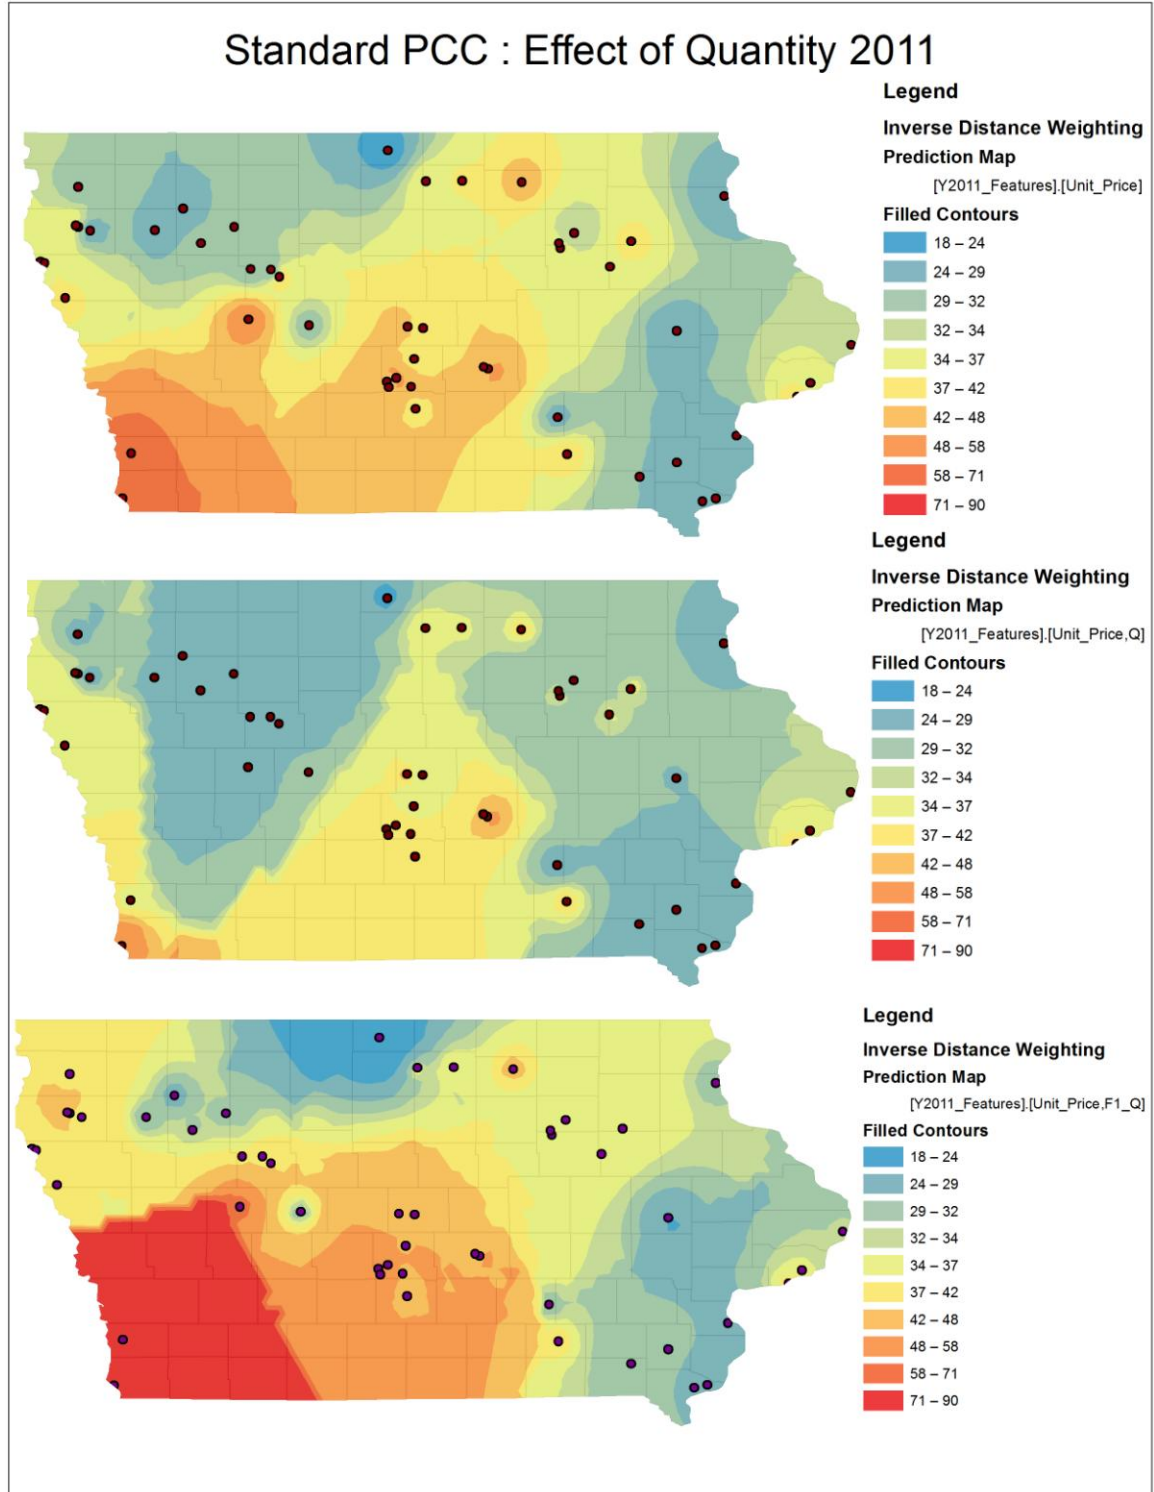 Standard PCC : Effect of Quantity 2011
Legend
Inverse Distance Weighting
Prediction Map
[Y2011_Features].[Unit_Price]
Filled Contours
18 – 24
24 – 29
29 – 32
32 – 34
34 – 37
37 – 42
42 – 48
48 – 58
58 – 71
71 – 90
Legend
Inverse Distance Weighting
Prediction Map
[Y2011_Features].[Unit_Price,Q]
Filled Contours
18 – 24
24 – 29
29 – 32
32 – 34
34 – 37
37 – 42
42 – 48
48 – 58
58 – 71
71 – 90
Legend
Inverse Distance Weighting
Prediction Map
[Y2011_Features].[Unit_Price,F1_Q]
Filled Contours
18 – 24
24 – 29
29 – 32
32 – 34
34 – 37
37 – 42
42 – 48
48 – 58
58 – 71
71 – 90